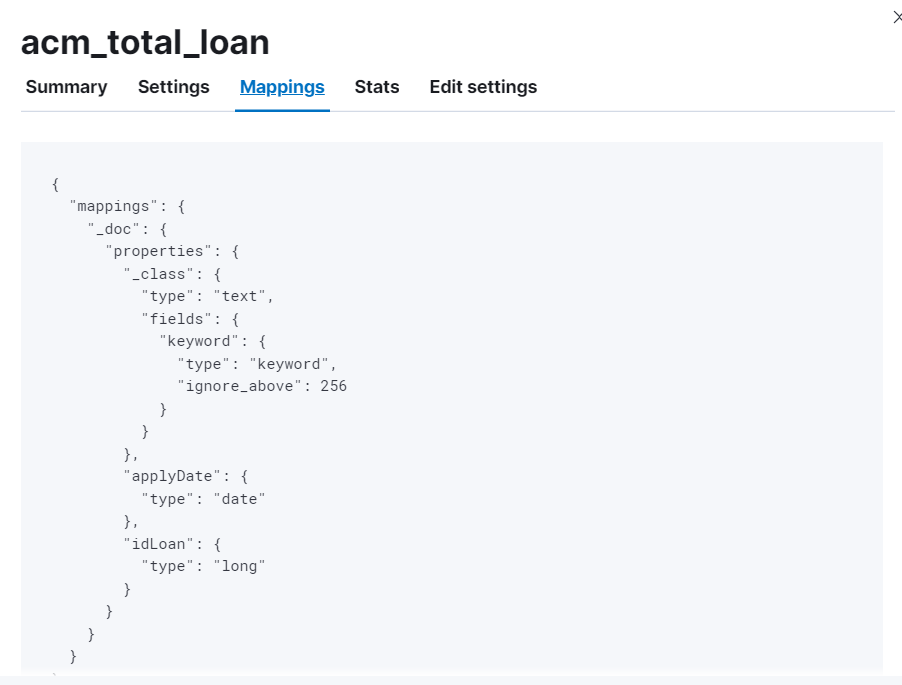 acm_total_loan
Summary Settings Mappings Stats Edit settings
{
  "mappings": {
    "_doc": {
      "properties": {
        "_class": {
          "type": "text",
          "fields": {
            "keyword": {
              "type": "keyword",
              "ignore_above": 256
            }
          }
        },
        "applyDate": {
          "type": "date"
        },
        "idLoan": {
          "type": "long"
        }
      }
    }
  }